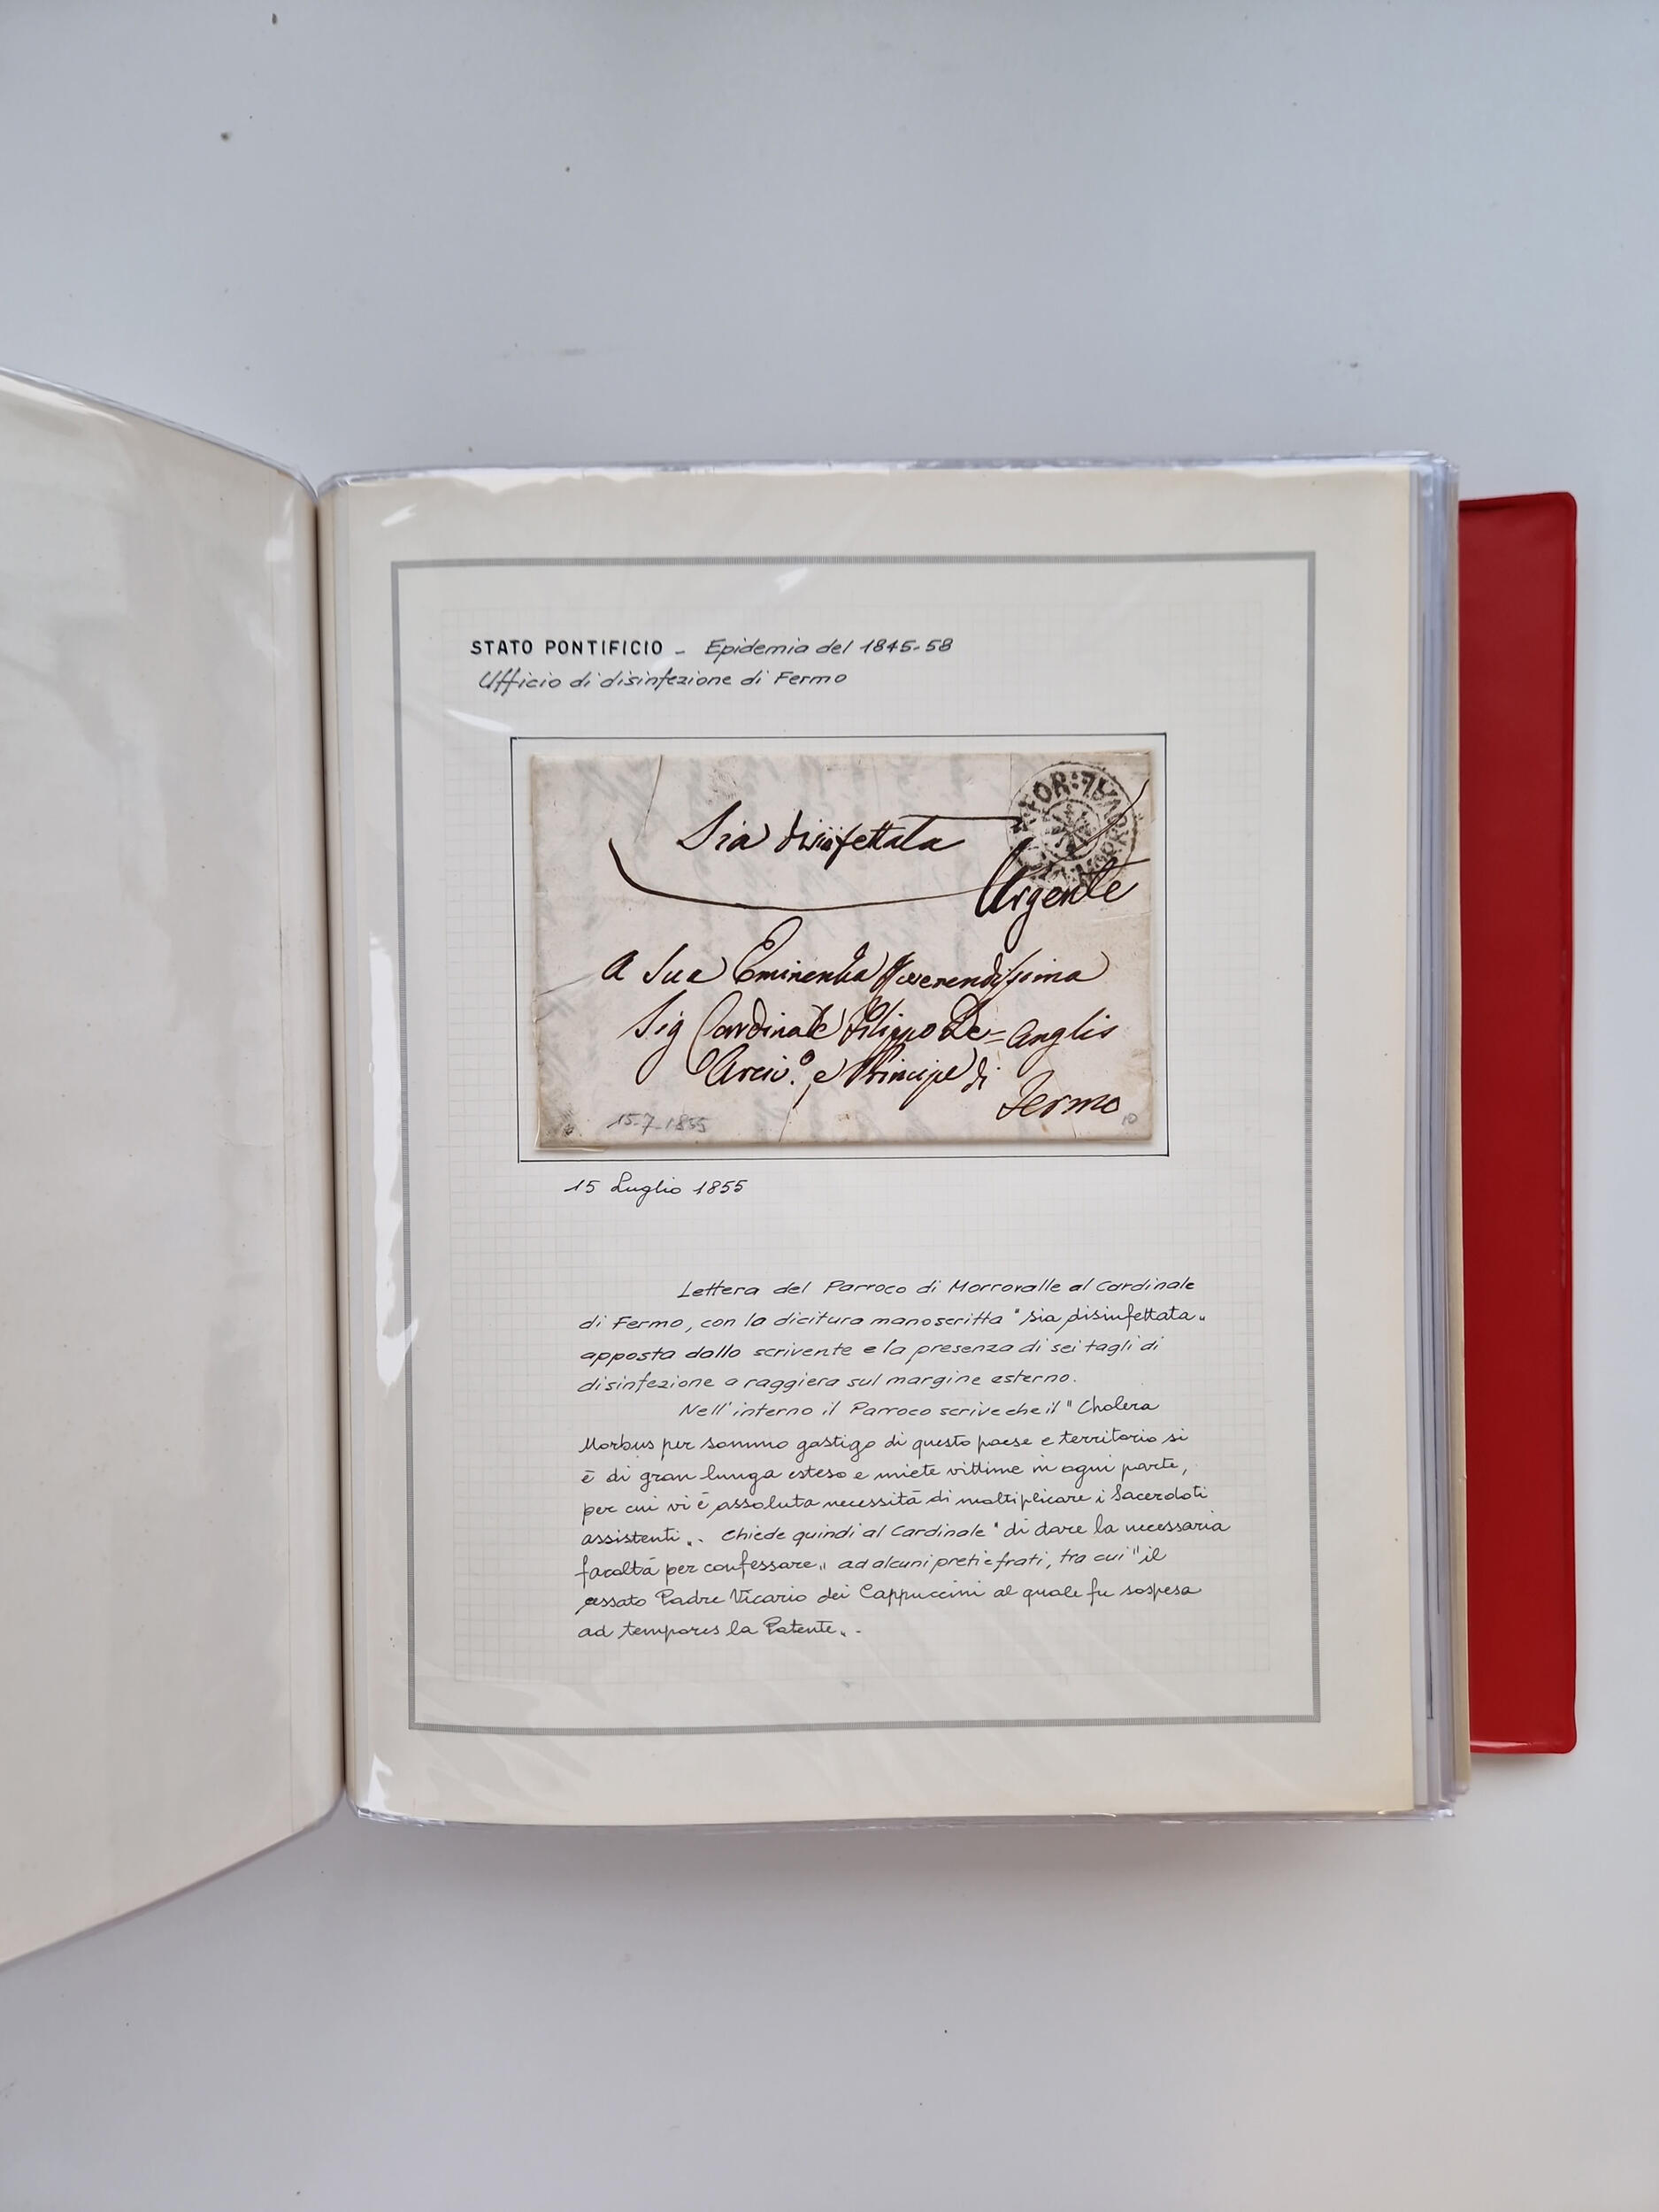 STATO PONTIFICIO - Epidemia del 1845-58
Ufficio di disinfezione di Fermo
Sia disinfettata
Urgente
A Sua Eminenza Reverendissima
Sig Cardinale Filippo De=Anglis
Arciv.º e Principe di
Fermo
15-7-1855
15 Luglio 1855
Lettera del Parroco di Morrovalle al Cardinale
di Fermo, con la dicitura manoscritta "sia disinfettata„
apposta dallo scrivente e la presenza di sei tagli di
disinfezione a raggiera sul margine esterno.
Nell'interno il Parroco scrive che il "Cholera
Morbus per sommo gastigo di questo paese e territorio si
è di gran lunga esteso e miete vittime in ogni parte,
per cui vi è assoluta necessità di moltiplicare i Sacerdoti
assistenti„. Chiede quindi al Cardinale "di dare la necessaria
facoltà per confessare„ ad alcuni preti e frati, tra cui "il
cessato Padre Vicario dei Cappuccini al quale fu sospesa
ad tempores la Patente„.